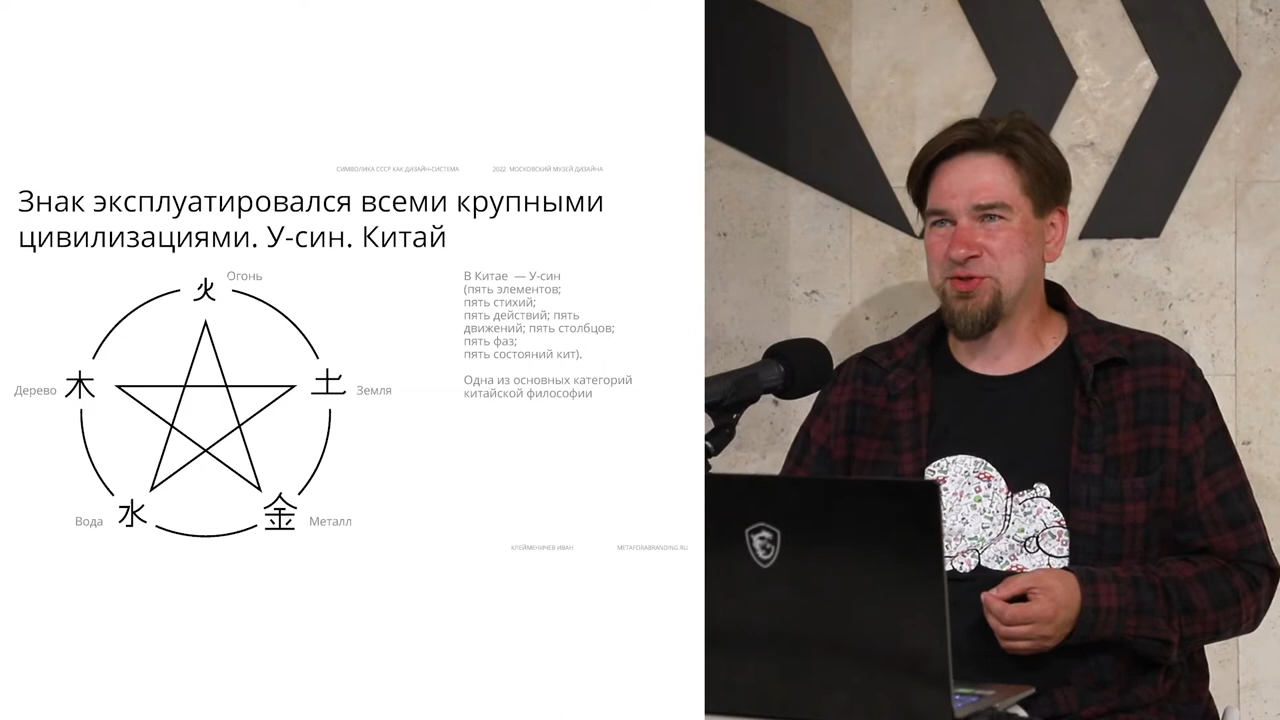 СИМВОЛИКА СССР КАК ДИЗАЙН-СИСТЕМА
2022 МОСКОВСКИЙ МУЗЕЙ ДИЗАЙНА
Знак эксплуатировался всеми крупными
цивилизациями. У-син. Китай
Огонь
火
Дерево 木
土 Земля
Вода 水
金 Металл
В Китае — У-син
(пять элементов;
пять стихий;
пять действий; пять
движений; пять столбцов;
пять фаз;
пять состояний кит).
Одна из основных категорий
китайской философии
КЛЕЙМЕНИЧЕВ ИВАН
METAFORABRANDING.RU